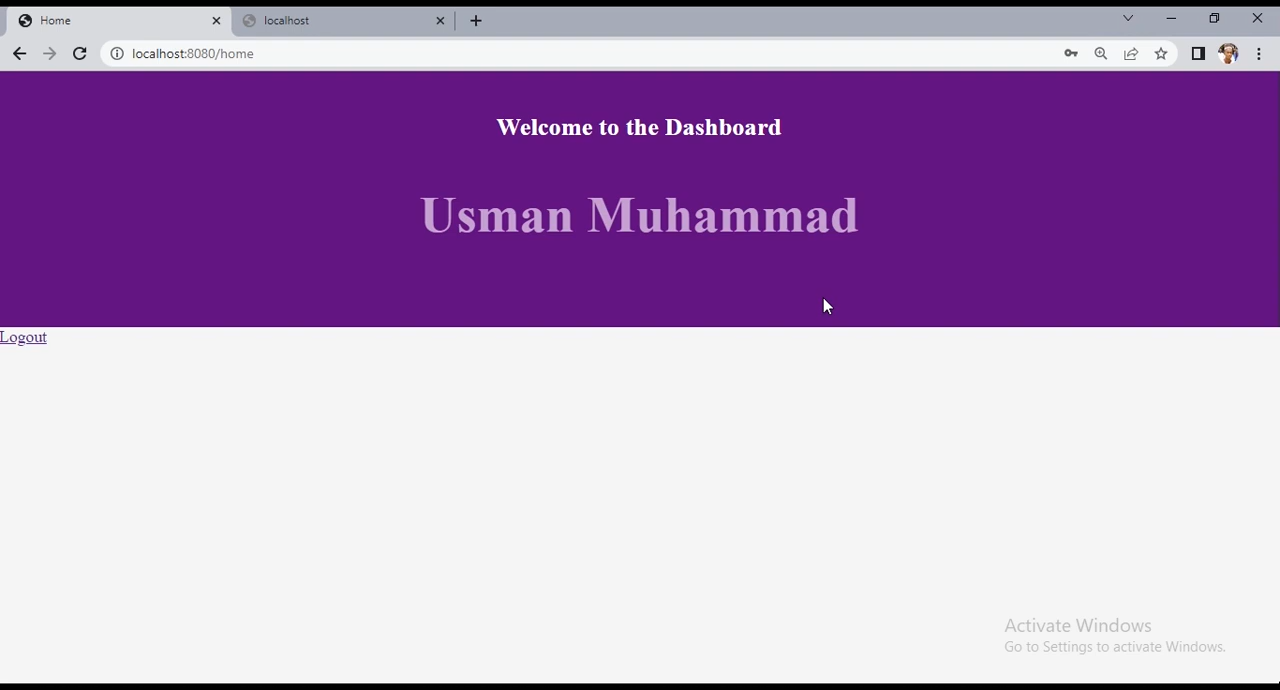 Home
localhost
localhost:8080/home
Welcome to the Dashboard
Usman Muhammad
Logout
Activate Windows
Go to Settings to activate Windows.